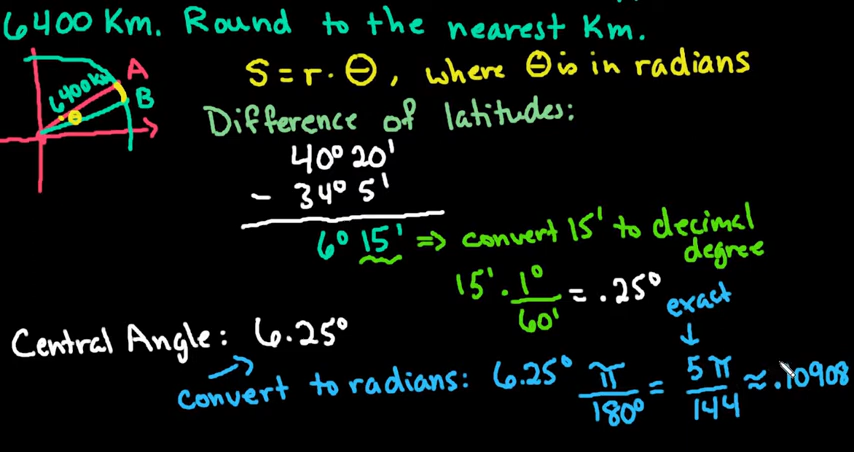 6400 Km. Round to the nearest Km.
A
6400 Km
B
θ
S = r · θ, where θ is in radians
Difference of latitudes:
40° 20'
- 34° 5'
6° 15' => convert 15' to decimal
degree
15' · 1°/60' = .25°
exact
Central Angle: 6.25°
convert to radians: 6.25° π/180° = 5π/144 ≈ .10908